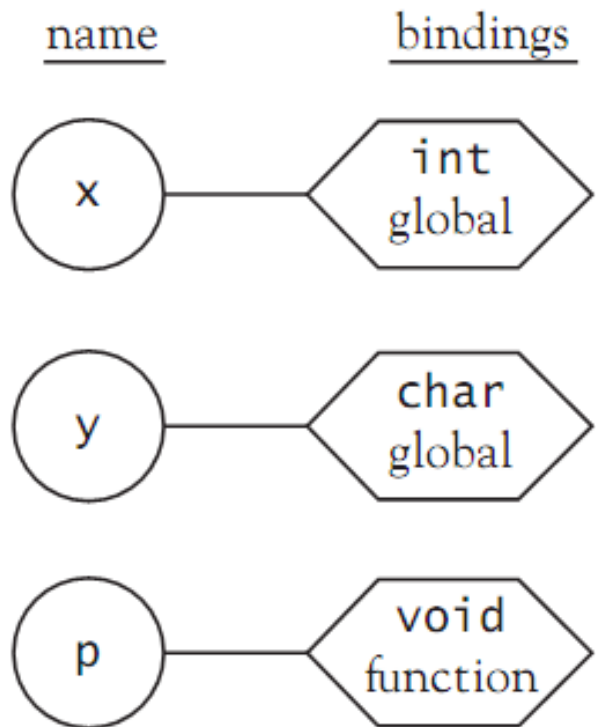 name bindings
x int
global
y char
global
p void
function